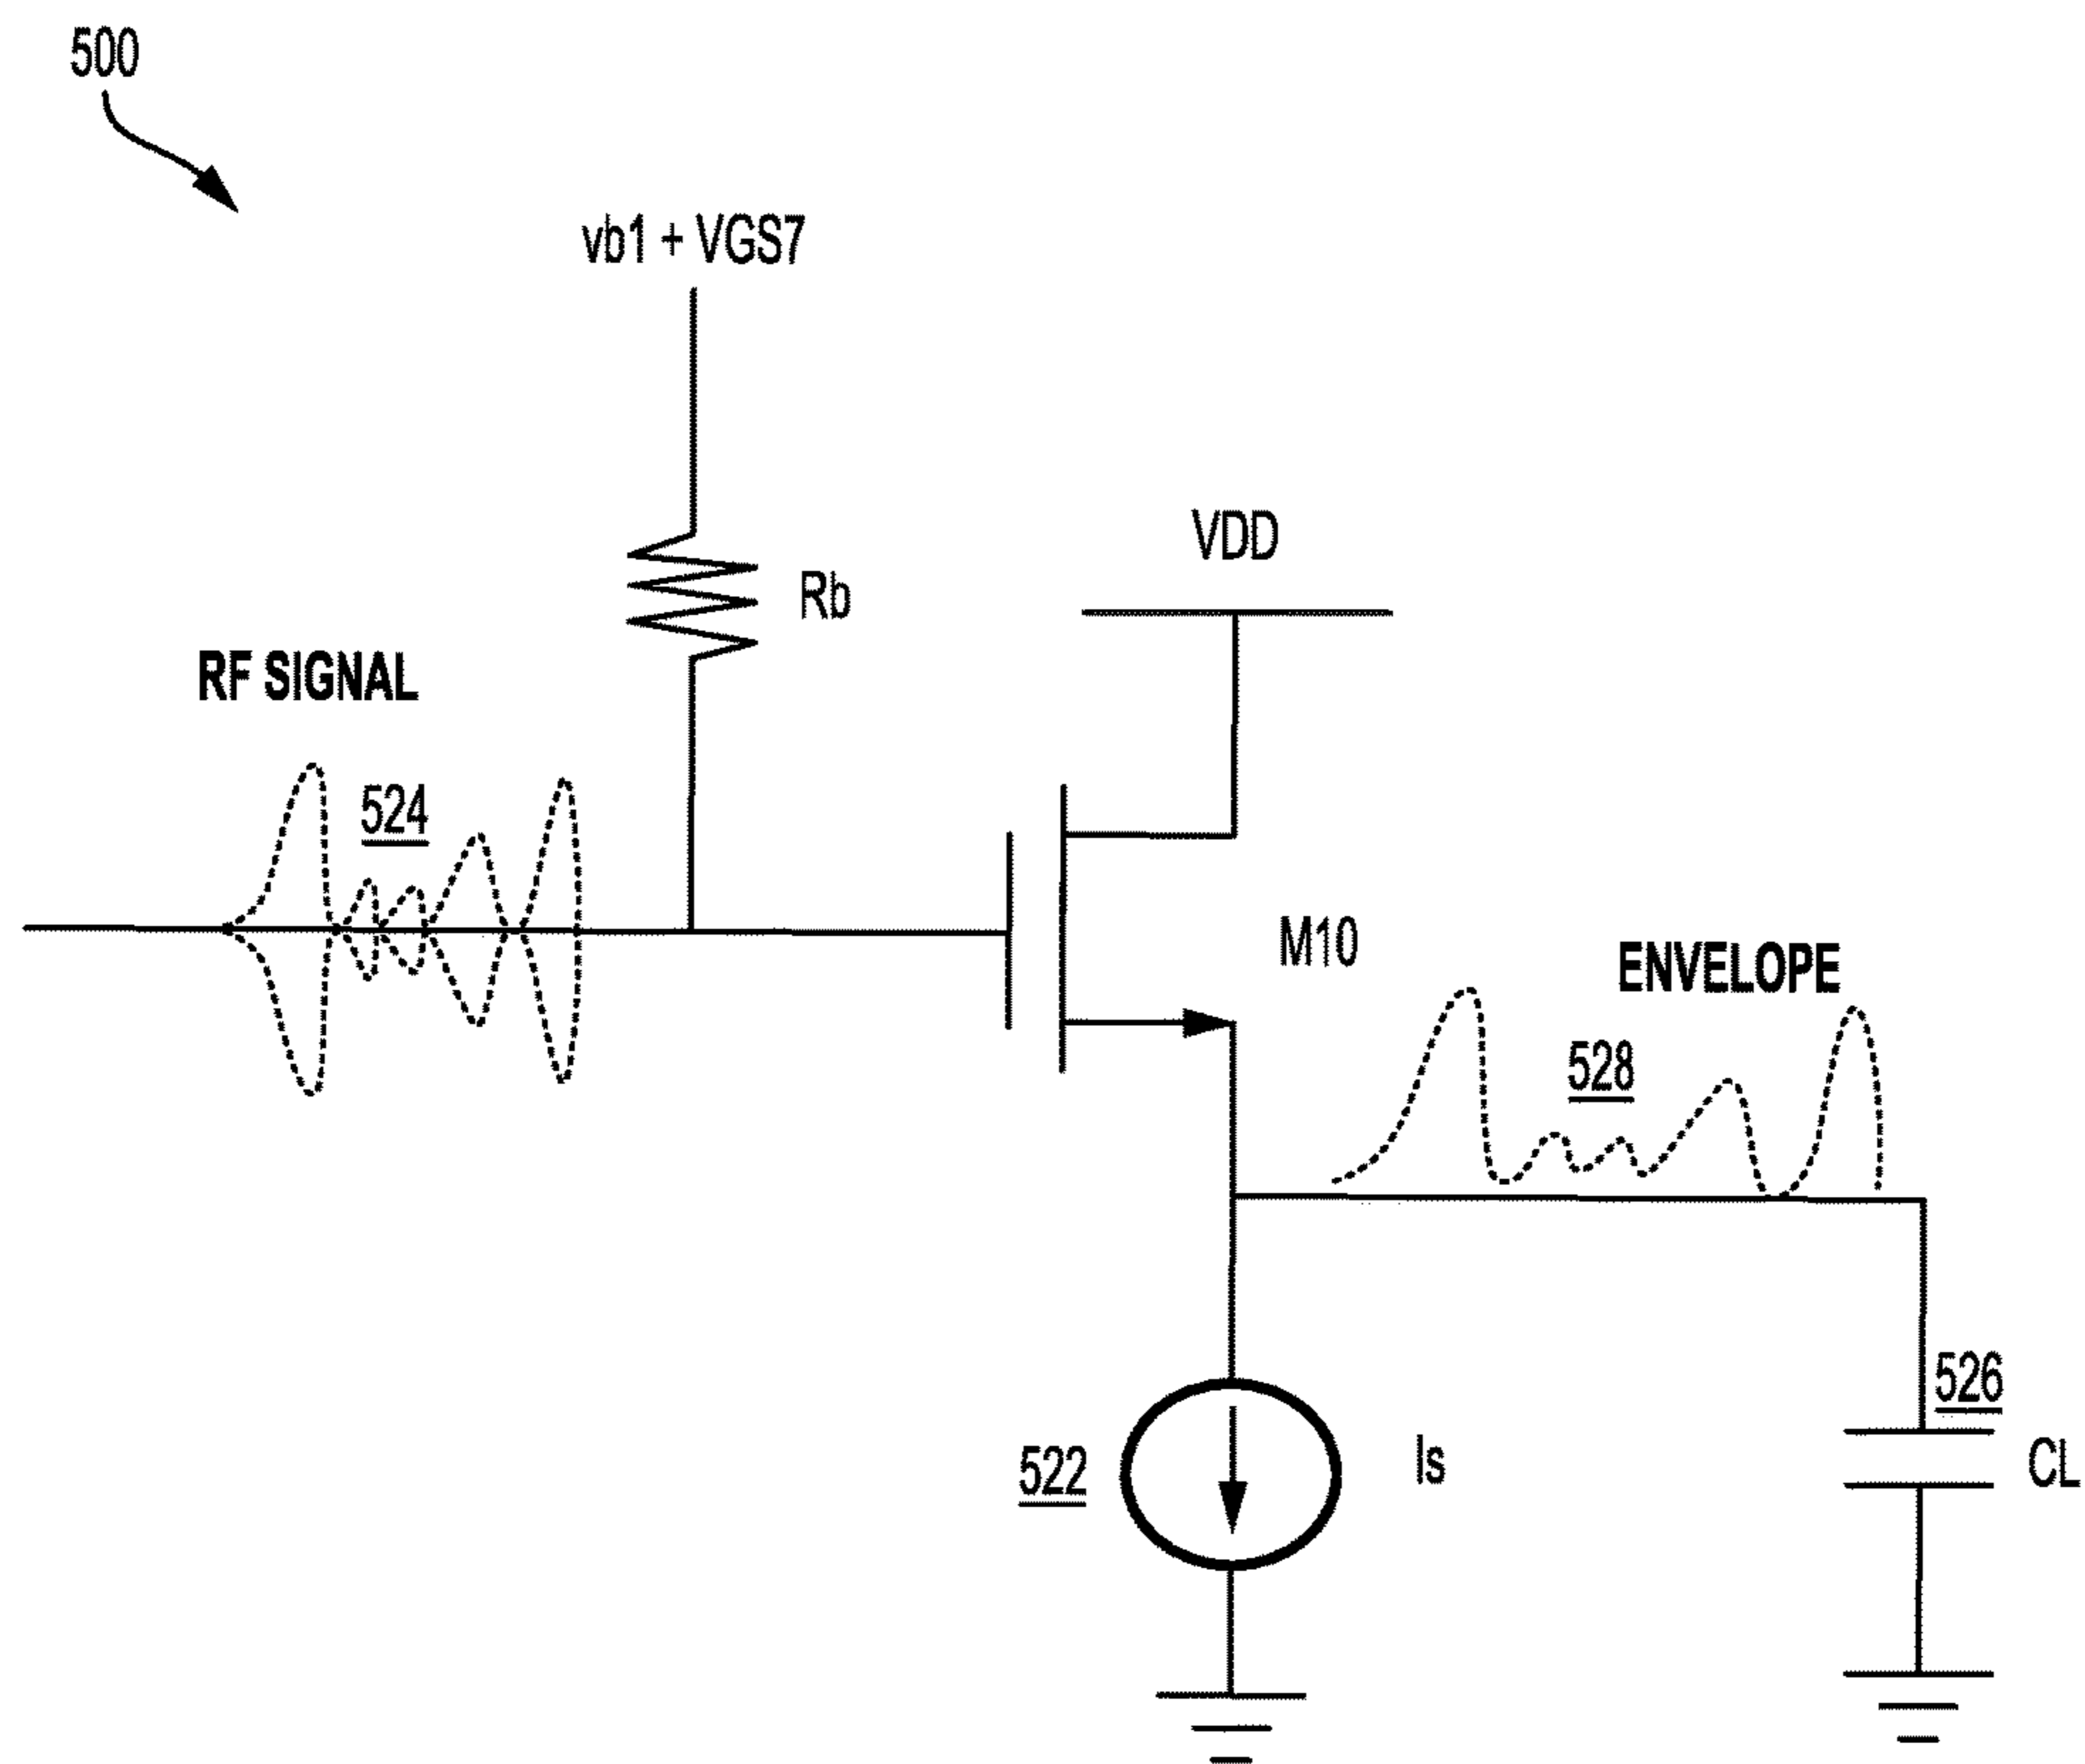 500
vb1 + VGS7
VDD
Rb
RF SIGNAL
524
M10
ENVELOPE
528
526
CL
522
Is